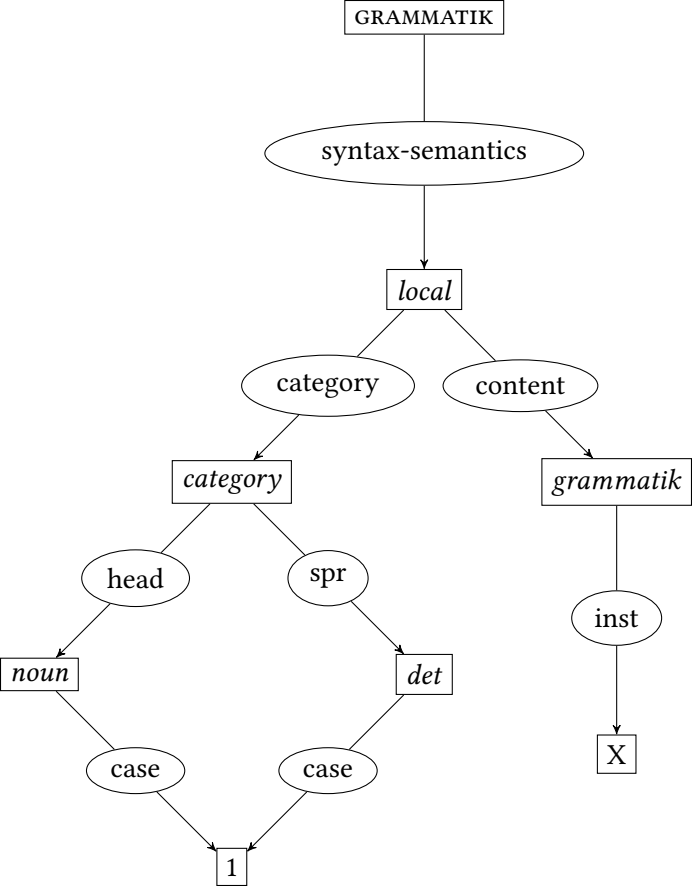 GRAMMATIK
syntax-semantics
local
category
content
category
grammatik
head
spr
inst
noun
det
case
case
X
1